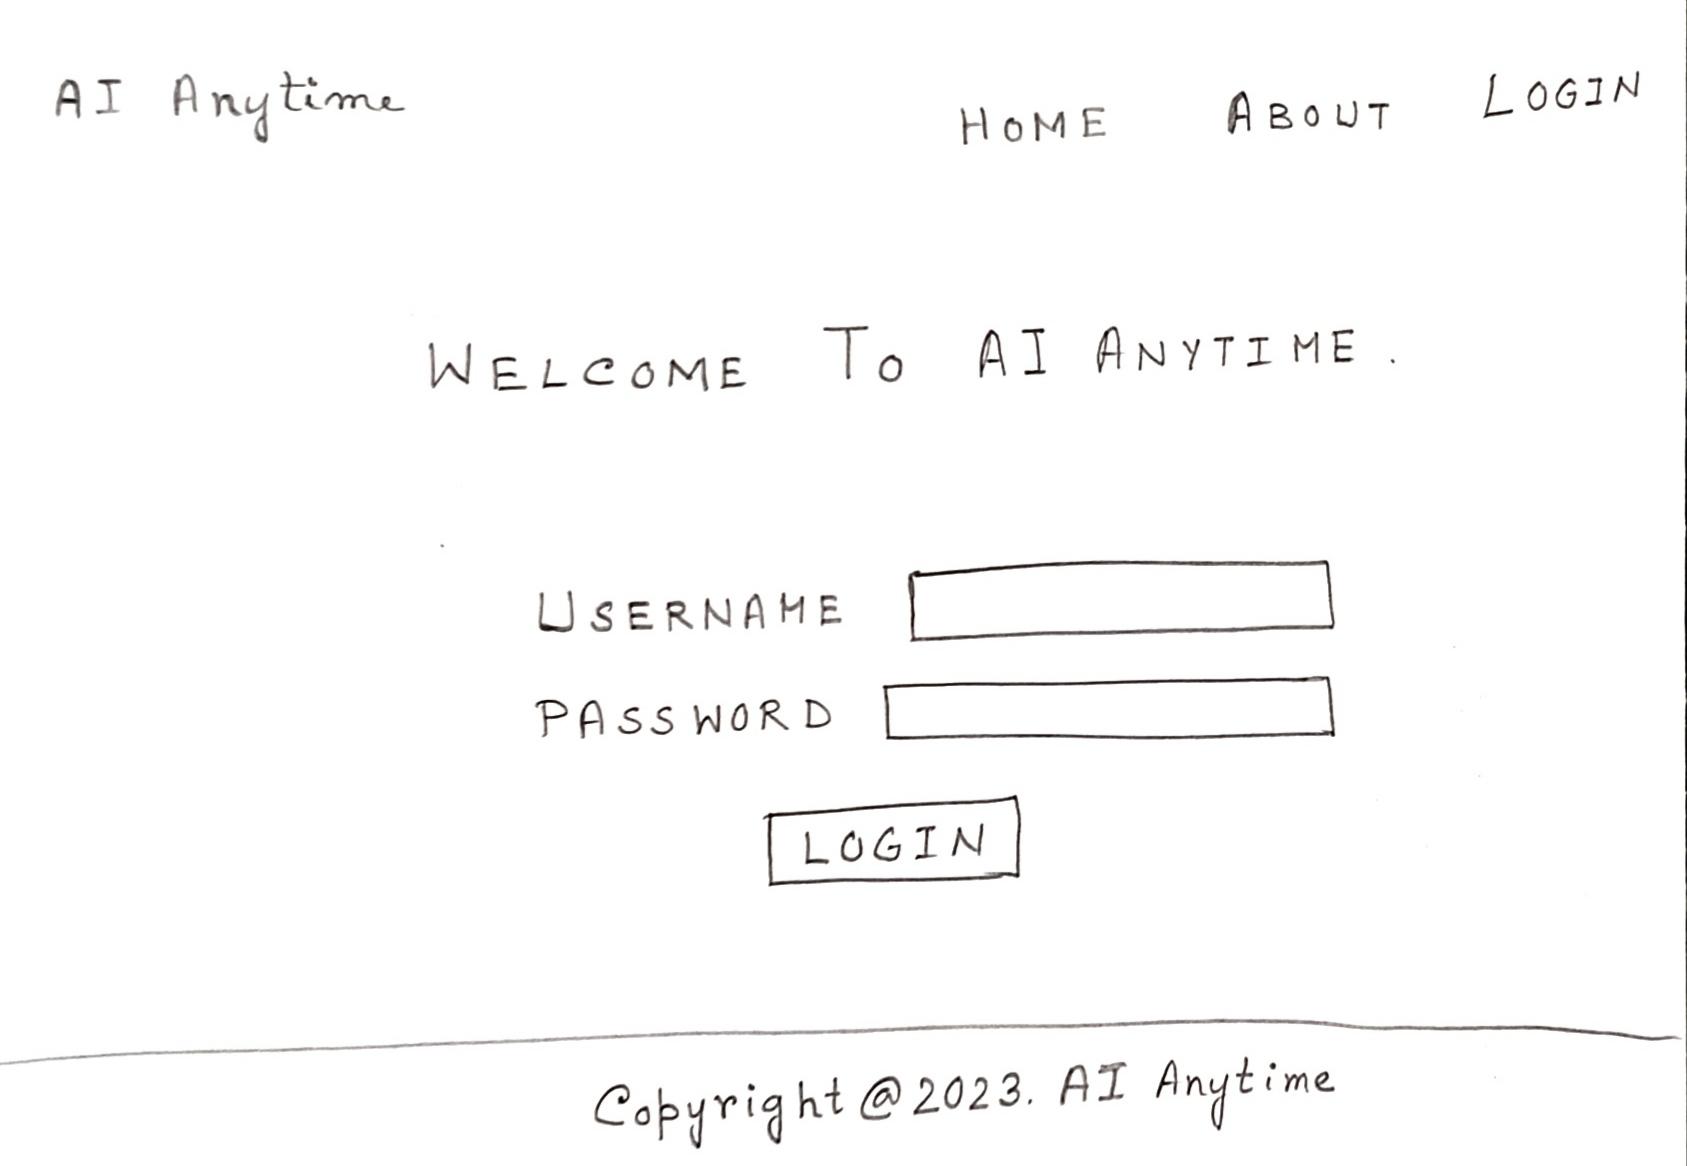 AI Anytime HOME ABOUT LOGIN
WELCOME TO AI ANYTIME.
USERNAME
PASSWORD
LOGIN
Copyright @ 2023. AI Anytime